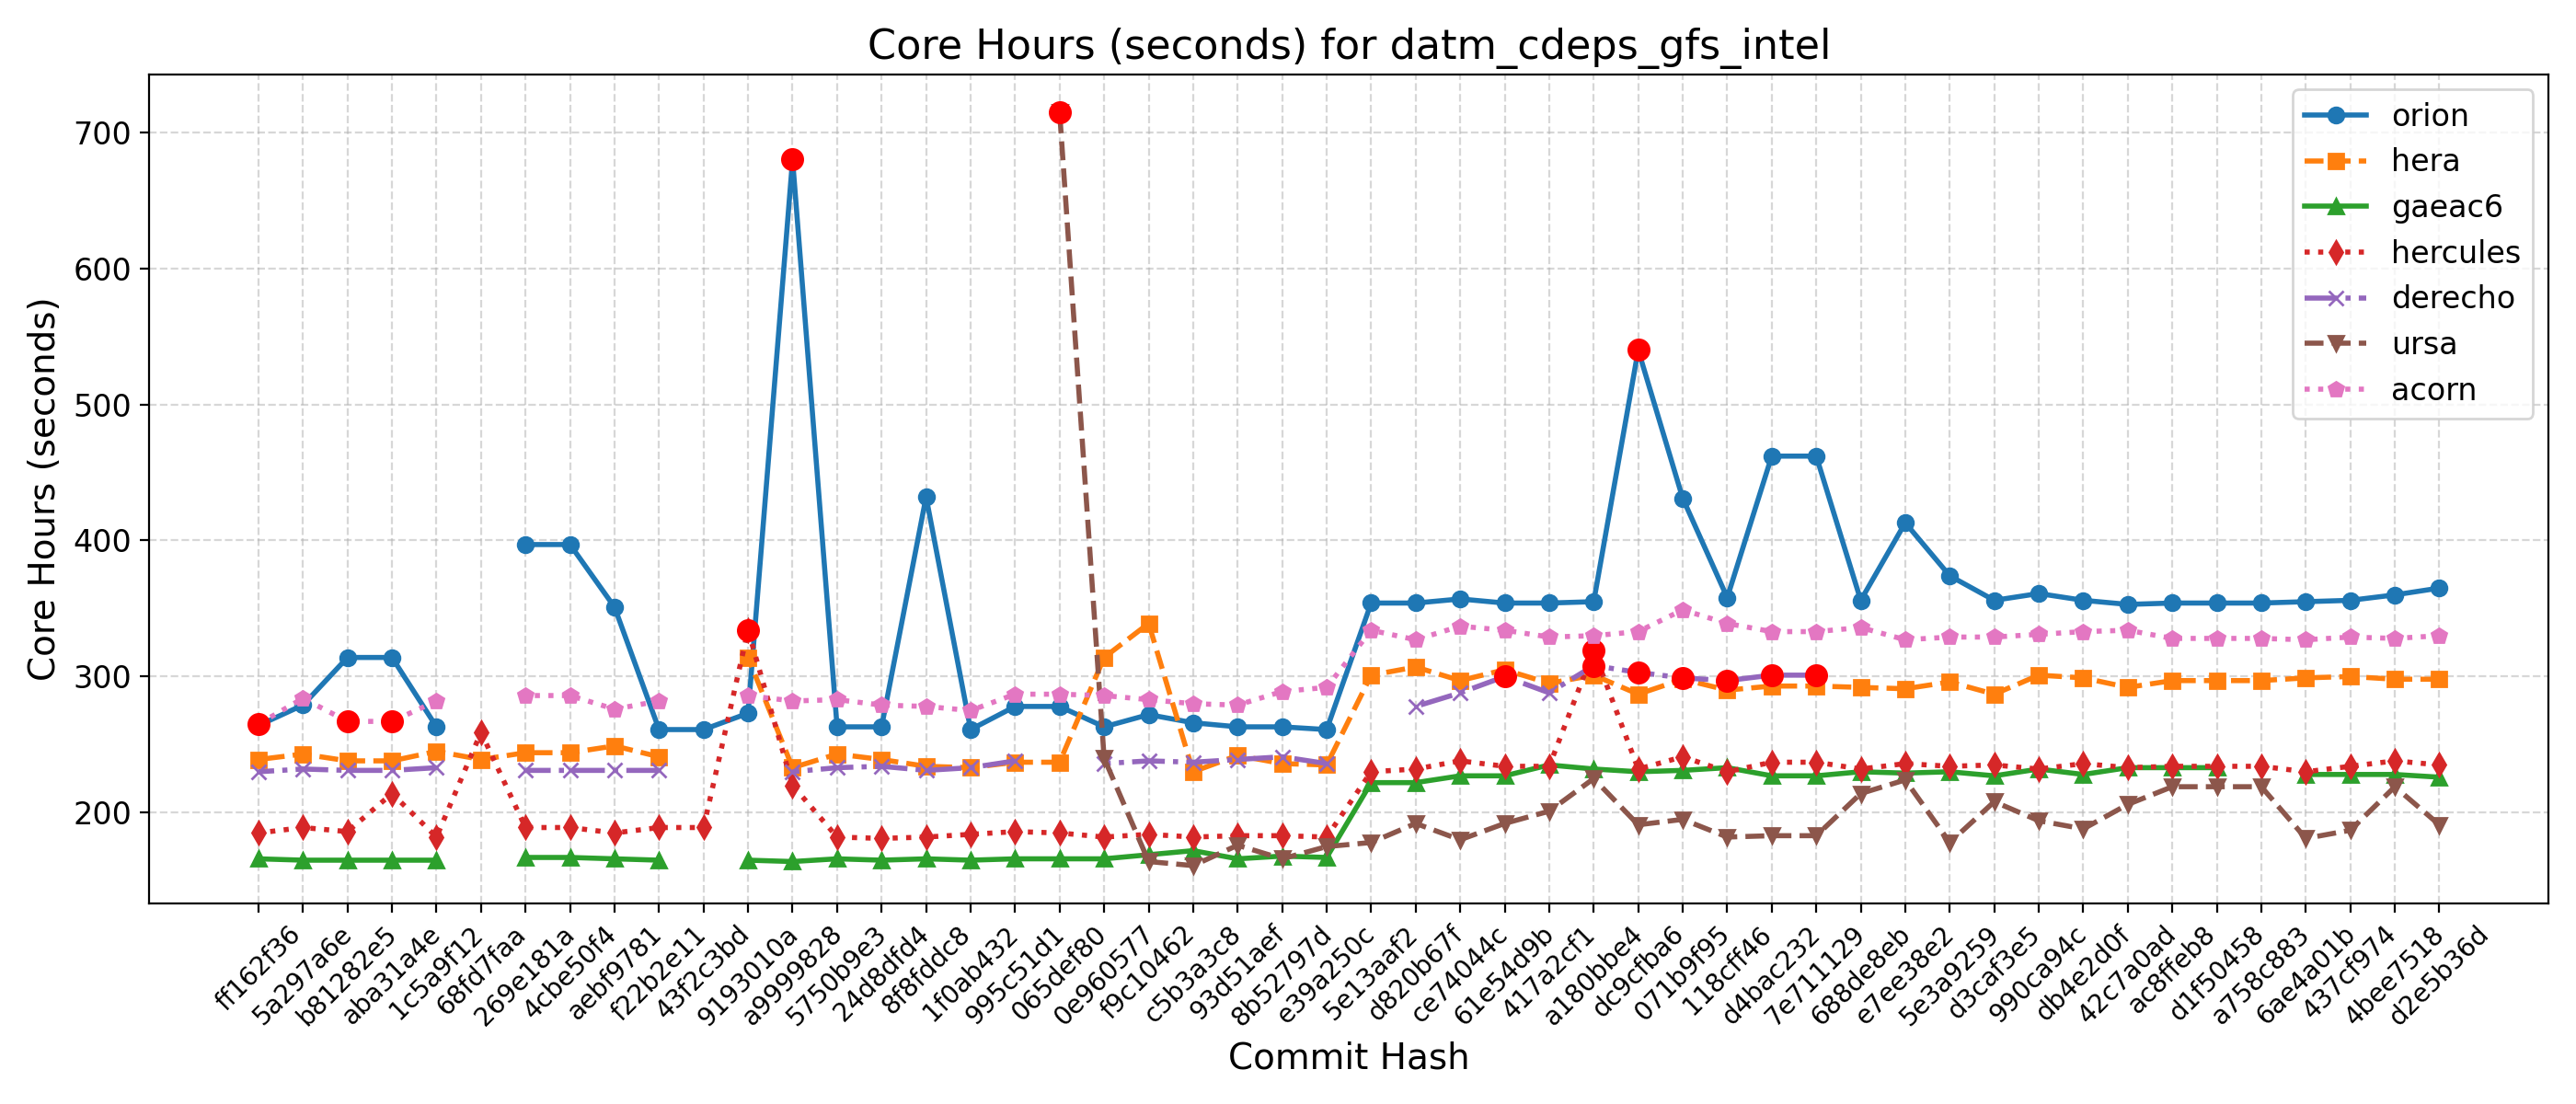 Core Hours (seconds) for datm_cdeps_gfs_intel
Core Hours (seconds)
700
600
500
400
300
200
orion
hera
gaeac6
hercules
derecho
ursa
acorn
ff162f36
5a297a6e
b81282e5
aba31a4e
1c5a9f12
68fd7faa
269e181a
4cbe50f4
aebf9781
f22b2e11
43f2c3bd
9193010a
a9999828
5750b9e3
24d8dfd4
8f8fddc8
1f0ab432
995c51d1
065def80
0e960577
f9c10462
c5b3a3c8
93d51aef
8b52797d
e39a250c
5e13aaf2
d820b67f
ce74044c
61e54d9b
417a2cf1
a180bbe4
dc9cfba6
071b9f95
118cff46
d4bac232
7e711129
688de8eb
e7ee38e2
5e3a9259
d3caf3e5
990ca94c
db4e2d0f
42c7a0ad
ac8ffeb8
d1f50458
a758c883
6ae4a01b
437cf974
4bee7518
d2e5b36d
Commit Hash